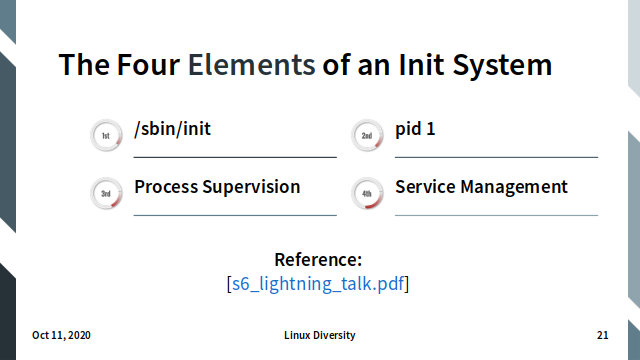 The Four Elements of an Init System
1st
/sbin/init
2nd
pid 1
3rd
Process Supervision
4th
Service Management
Reference:
[s6_lightning_talk.pdf]
Oct 11, 2020
Linux Diversity
21